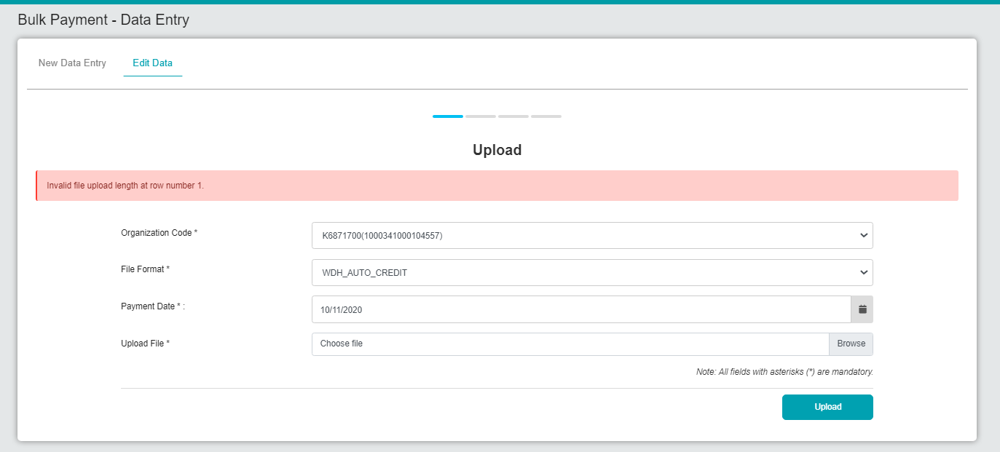 Bulk Payment - Data Entry
New Data Entry
Edit Data
Upload
Invalid file upload length at row number 1.
Organization Code *
K6871700(1000341000104557)
File Format *
WDH_AUTO_CREDIT
Payment Date * :
10/11/2020
Upload File *
Choose file
Browse
Note: All fields with asterisks (*) are mandatory.
Upload